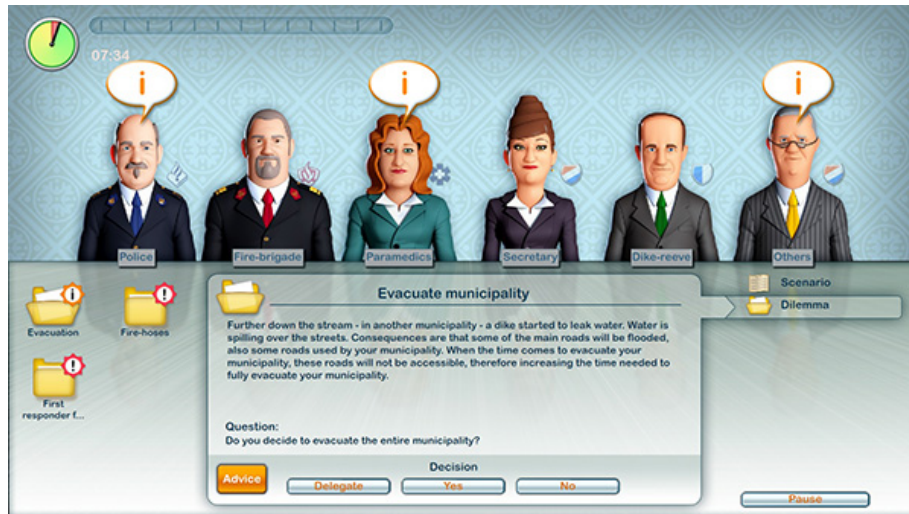 07:34
i
i
i
Police
Fire-brigade
Paramedics
Secretary
Dike-reeve
Others
Evacuation
Fire-hoses
First
responder f...
Evacuate municipality
Further down the stream - in another municipality - a dike started to leak water. Water is
spilling over the streets. Consequences are that some of the main roads will be flooded,
also some roads used by your municipality. When the time comes to evacuate your
municipality, these roads will not be accessible, therefore increasing the time needed to
fully evacuate your municipality.
Question:
Do you decide to evacuate the entire municipality?
Advice
Decision
Delegate
Yes
No
Scenario
Dilemma
Pause